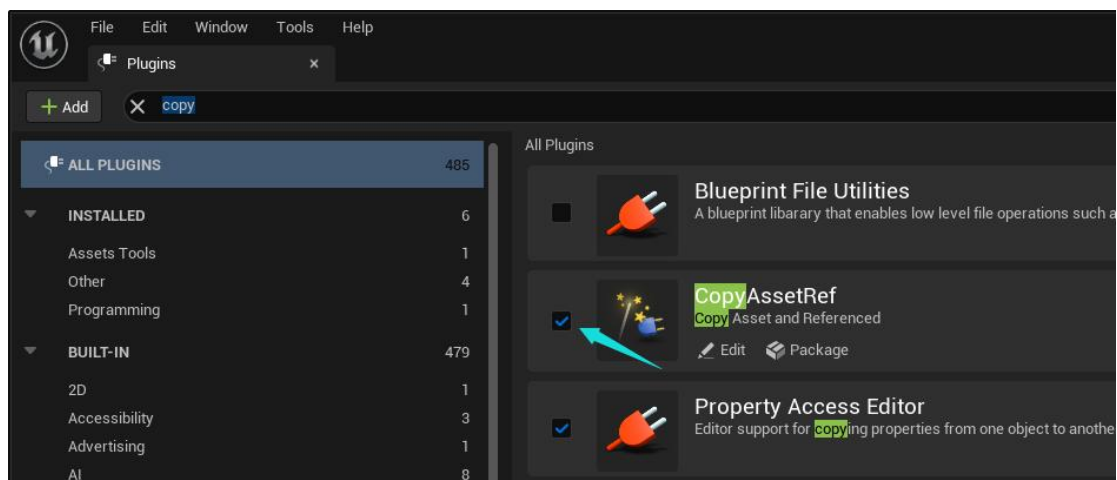 File Edit Window Tools Help
Plugins
Add copy
ALL PLUGINS 485
INSTALLED 6
Assets Tools 1
Other 4
Programming 1
BUILT-IN 479
2D 1
Accessibility 3
Advertising 1
AI 8
All Plugins
Blueprint File Utilities
A blueprint libarary that enables low level file operations such a
CopyAssetRef
Copy Asset and Referenced
Edit Package
Property Access Editor
Editor support for copying properties from one object to anothe